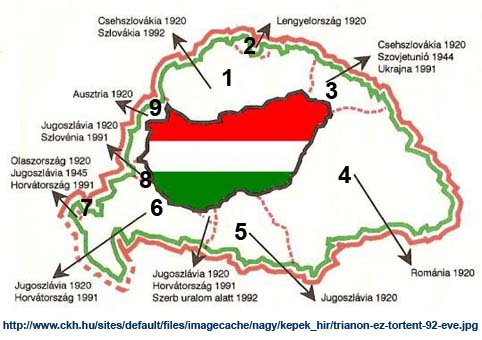 Csehszlovákia 1920
Szlovákia 1992
Lengyelország 1920
Csehszlovákia 1920
Szovjetunió 1944
Ukrajna 1991
Ausztria 1920
Jugoszlávia 1920
Szlovénia 1991
Olaszország 1920
Jugoszlávia 1945
Horvátország 1991
1
2
3
4
5
6
7
8
9
Jugoszlávia 1920
Horvátország 1991
Jugoszlávia 1920
Horvátország 1991
Szerb uralom alatt 1992
Jugoszlávia 1920
Románia 1920
http://www.ckh.hu/sites/default/files/imagecache/nagy/kepek_hir/trianon-ez-tortent-92-eve.jpg